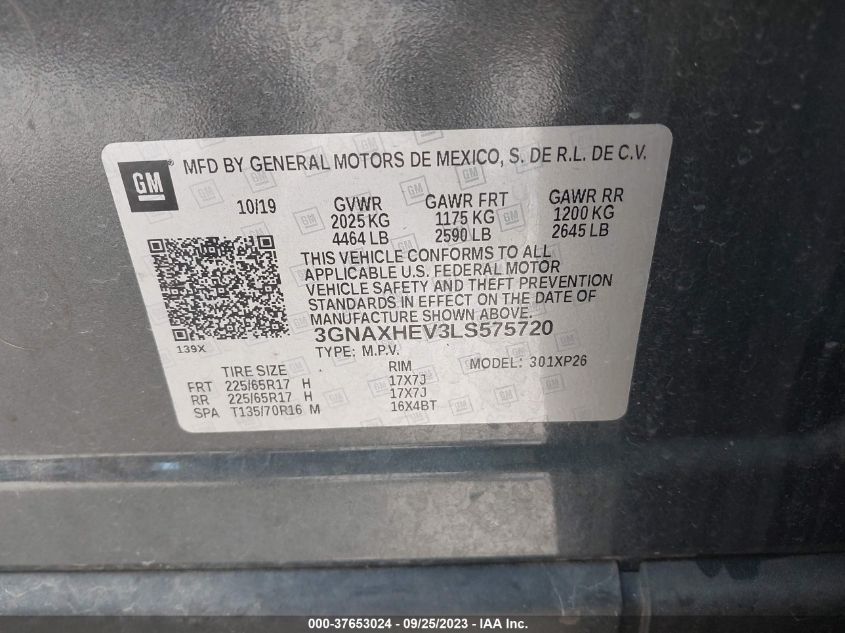 GM
MFD BY GENERAL MOTORS DE MEXICO, S. DE R.L. DE C.V.
10/19 GVWR GAWR FRT GAWR RR
2025 KG 1175 KG 1200 KG
4464 LB 2590 LB 2645 LB
THIS VEHICLE CONFORMS TO ALL
APPLICABLE U.S. FEDERAL MOTOR
VEHICLE SAFETY AND THEFT PREVENTION
STANDARDS IN EFFECT ON THE DATE OF
MANUFACTURE SHOWN ABOVE.
3GNAXHEV3LS575720
139X
TYPE: M.P.V. MODEL: 301XP26
TIRE SIZE RIM
FRT 225/65R17 H 17X7J
RR 225/65R17 H 17X7J
SPA T135/70R16 M 16X4BT
000-37653024 - 09/25/2023 - Copyright © 2023 IAA, Inc.